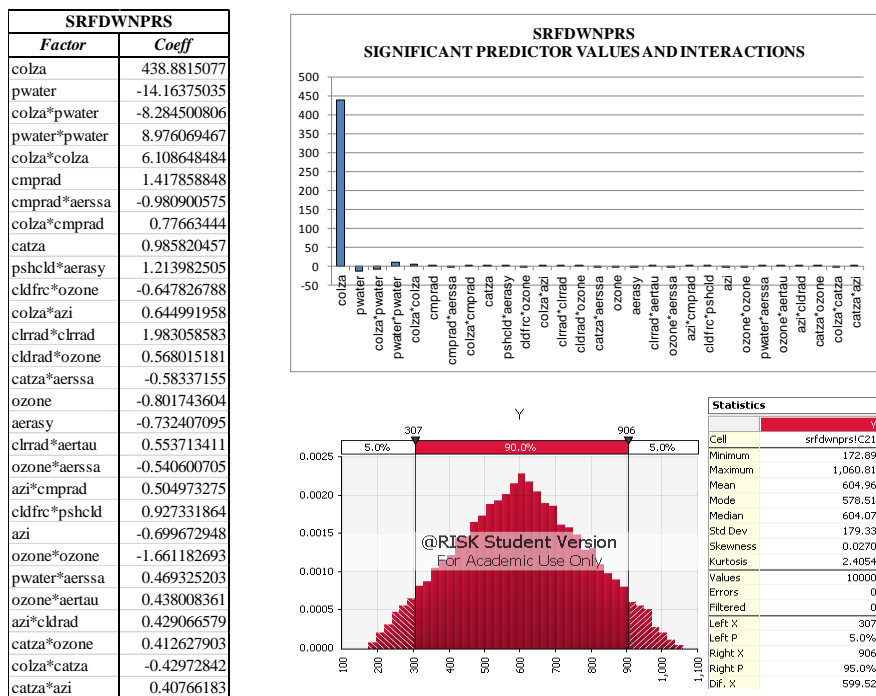 SRFDWNPRS
Factor Coeff
colza 438.8815077
pwater -14.16375035
colza*pwater -8.284500806
pwater*pwater 8.976069467
colza*colza 6.108648484
cmprad 1.417858848
cmprad*aerssa -0.980900575
colza*cmprad 0.77663444
catza 0.985820457
pshcld*aerasy 1.213982505
cldfrc*ozone -0.647826788
colza*azi 0.644991958
clrrad*clrrad 1.983058583
cldrad*ozone 0.568015181
catza*aerssa -0.58337155
ozone -0.801743604
aerasy -0.732407095
clrrad*aertau 0.553713411
ozone*aerssa -0.540600705
azi*cmprad 0.504973275
cldfrc*pshcld 0.927331864
azi -0.699672948
ozone*ozone -1.661182693
pwater*aerssa 0.469325203
ozone*aertau 0.438008361
azi*cldrad 0.429066579
catza*ozone 0.412627903
colza*catza -0.42972842
catza*azi 0.40766183
SRFDWNPRS
SIGNIFICANT PREDICTOR VALUES AND INTERACTIONS
500
450
400
350
300
250
200
150
100
50
0
-50
colza
pwater
colza*pwater
pwater*pwater
colza*colza
cmprad
cmprad*aerssa
colza*cmprad
catza
pshcld*aerasy
cldfrc*ozone
colza*azi
clrrad*clrrad
cldrad*ozone
catza*aerssa
ozone
aerasy
clrrad*aertau
ozone*aerssa
azi*cmprad
cldfrc*pshcld
azi
ozone*ozone
pwater*aerssa
ozone*aertau
azi*cldrad
catza*ozone
colza*catza
catza*azi
Y
307 906
5.0% 90.0% 5.0%
0.0025
0.0020
0.0015
0.0010
0.0005
0.0000
@RISK Student Version
For Academic Use Only
100 200 300 400 500 600 700 800 900 1,000 1,100
Statistics
Y
Cell srfdwnprs!C21
Minimum 172.89
Maximum 1,060.81
Mean 604.96
Mode 578.51
Median 604.07
Std Dev 179.33
Skewness 0.0270
Kurtosis 2.4054
Values 10000
Errors 0
Filtered 0
Left X 307
Left P 5.0%
Right X 906
Right P 95.0%
Dif. X 599.52